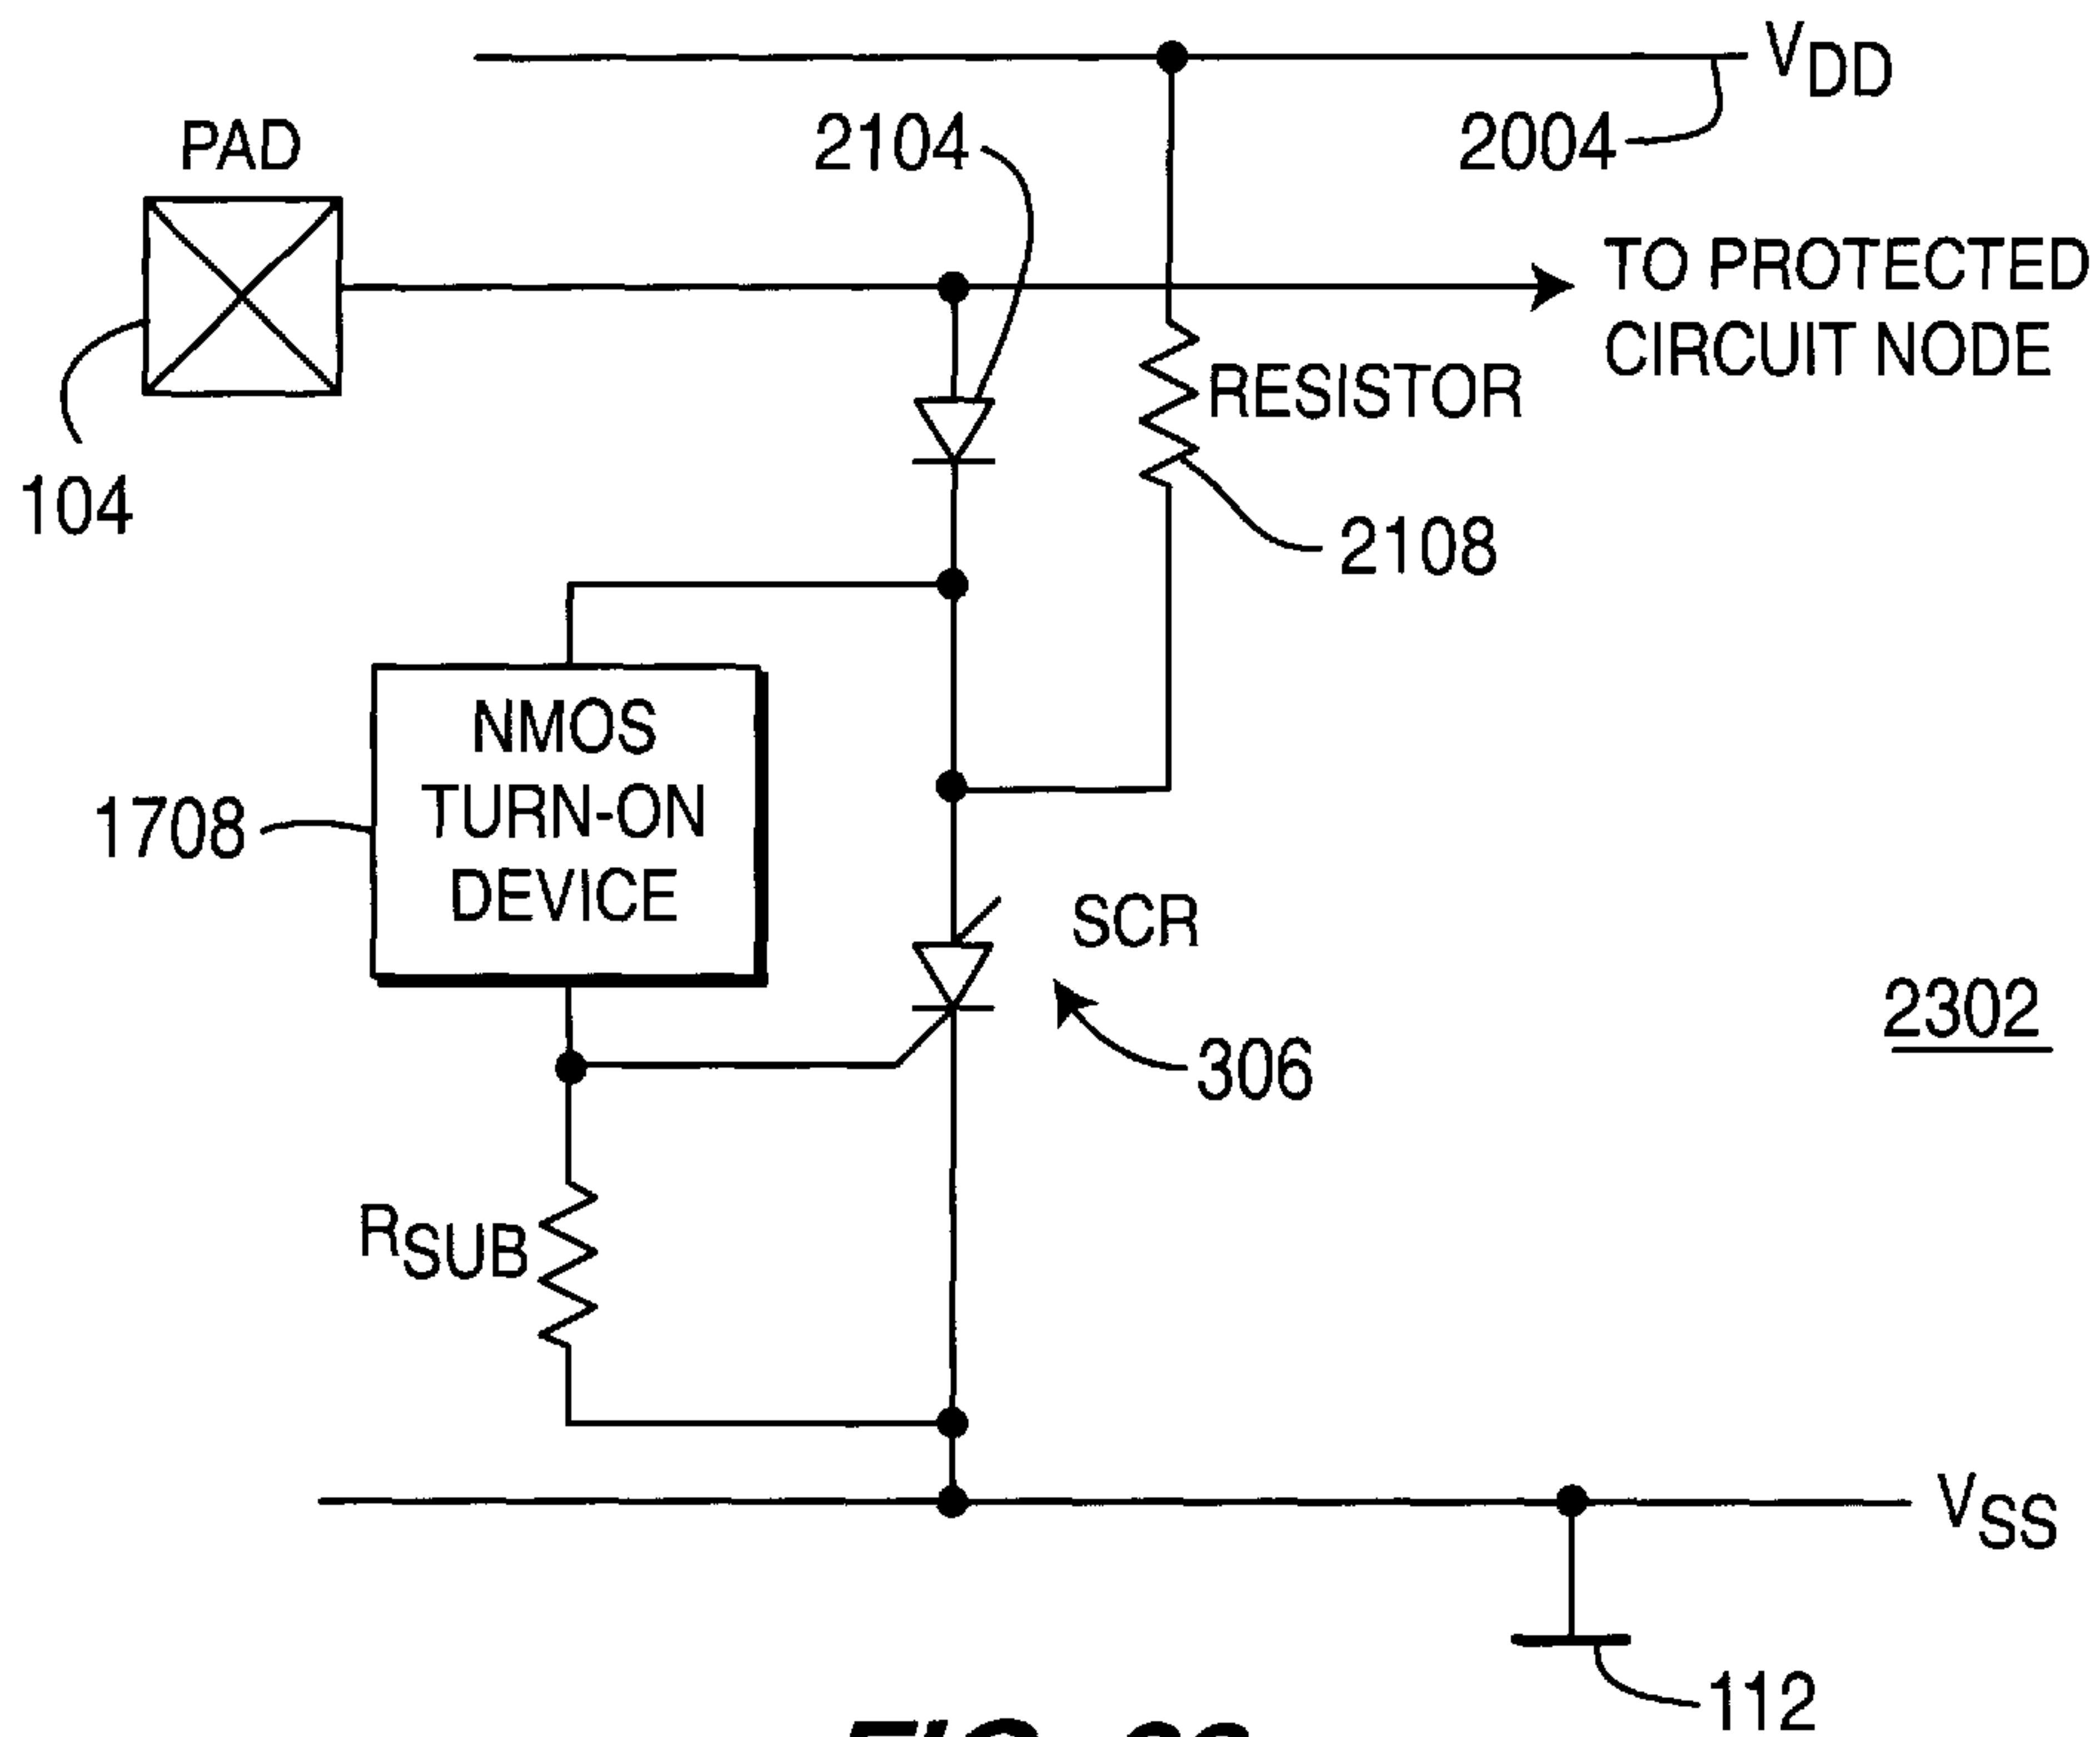 VDD
2104
2004
PAD
TO PROTECTED
CIRCUIT NODE
RESISTOR
104
2108
NMOS
TURN-ON
DEVICE
1708
SCR
2302
306
RSUB
VSS
112